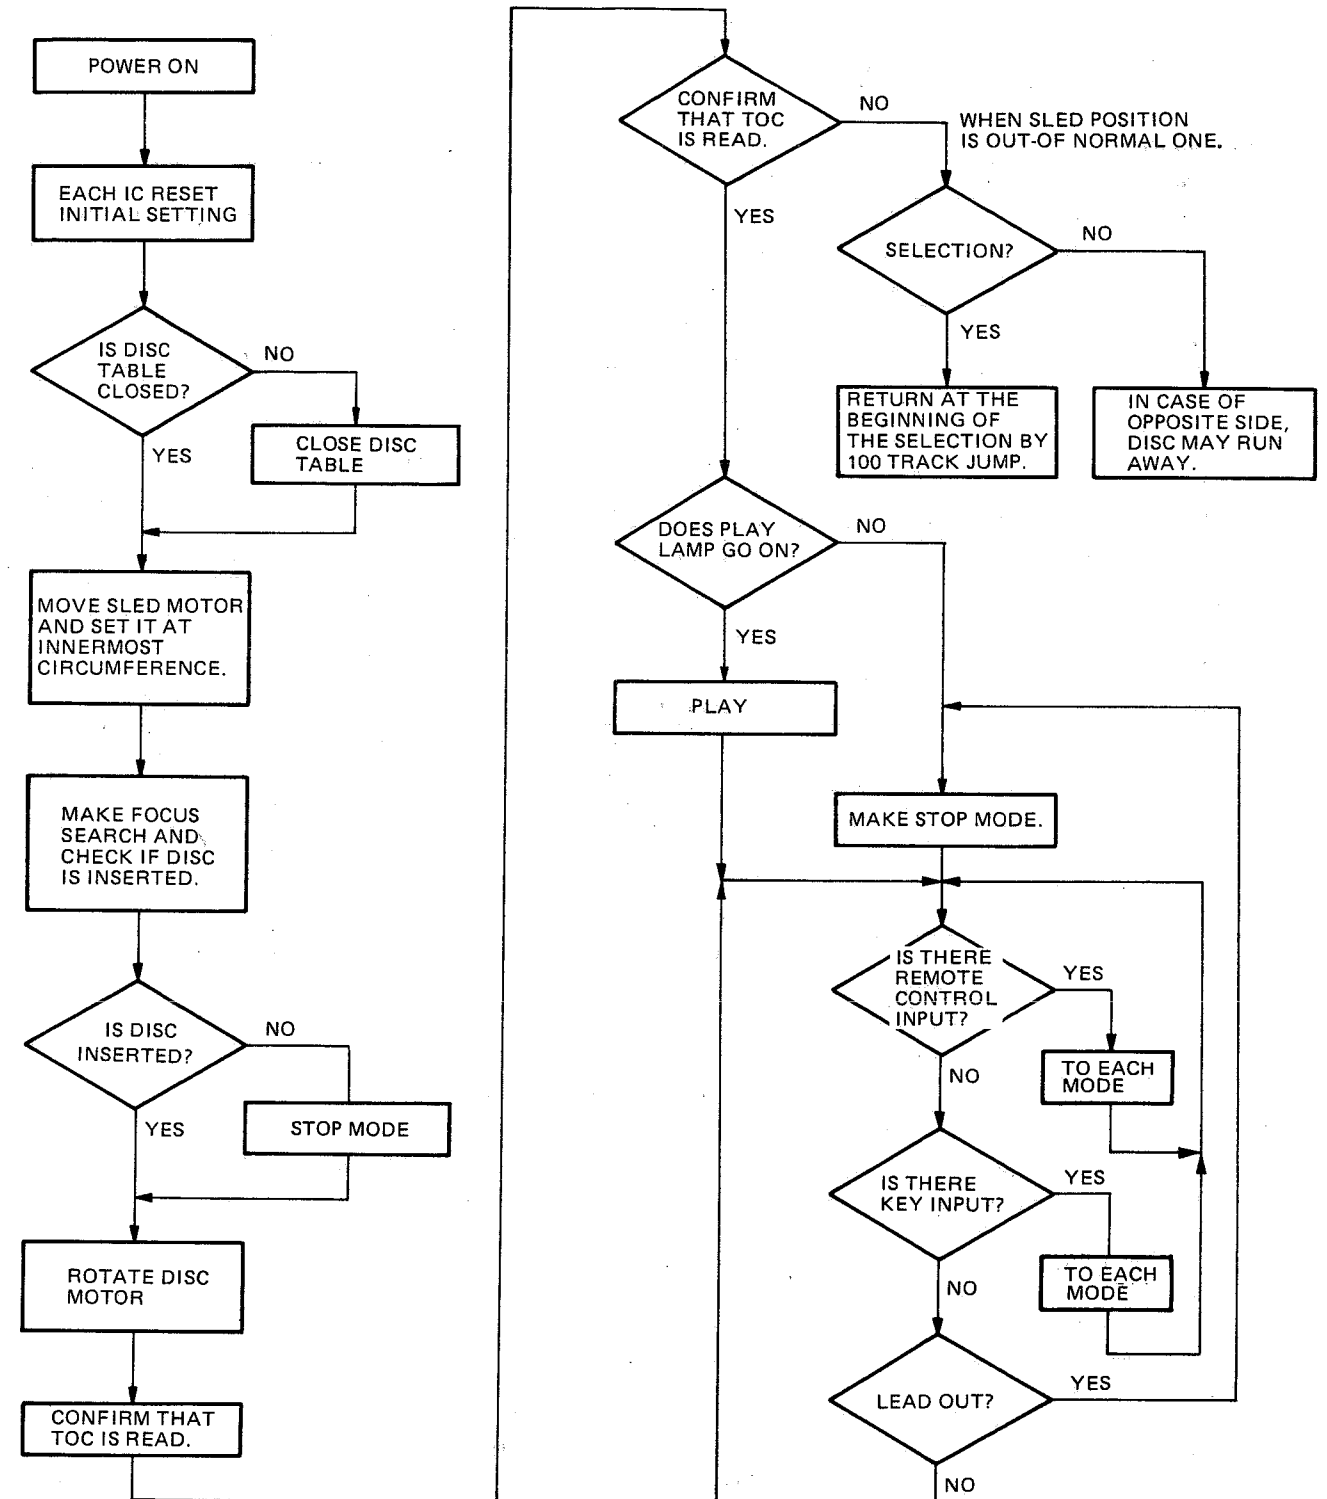 POWER ON
EACH IC RESET
INITIAL SETTING
IS DISC
TABLE
CLOSED?
NO
YES
CLOSE DISC
TABLE
MOVE SLED MOTOR
AND SET IT AT
INNERMOST
CIRCUMFERENCE.
MAKE FOCUS
SEARCH AND
CHECK IF DISC
IS INSERTED.
IS DISC
INSERTED?
NO
YES
STOP MODE
ROTATE DISC
MOTOR
CONFIRM THAT
TOC IS READ.
CONFIRM
THAT TOC
IS READ.
NO
WHEN SLED POSITION
IS OUT-OF NORMAL ONE.
YES
SELECTION?
NO
YES
RETURN AT THE
BEGINNING OF
THE SELECTION BY
100 TRACK JUMP.
IN CASE OF
OPPOSITE SIDE,
DISC MAY RUN
AWAY.
DOES PLAY
LAMP GO ON?
NO
YES
PLAY
MAKE STOP MODE.
IS THERE
REMOTE
CONTROL
INPUT?
YES
NO
TO EACH
MODE
IS THERE
KEY INPUT?
YES
NO
TO EACH
MODE
LEAD OUT?
YES
NO